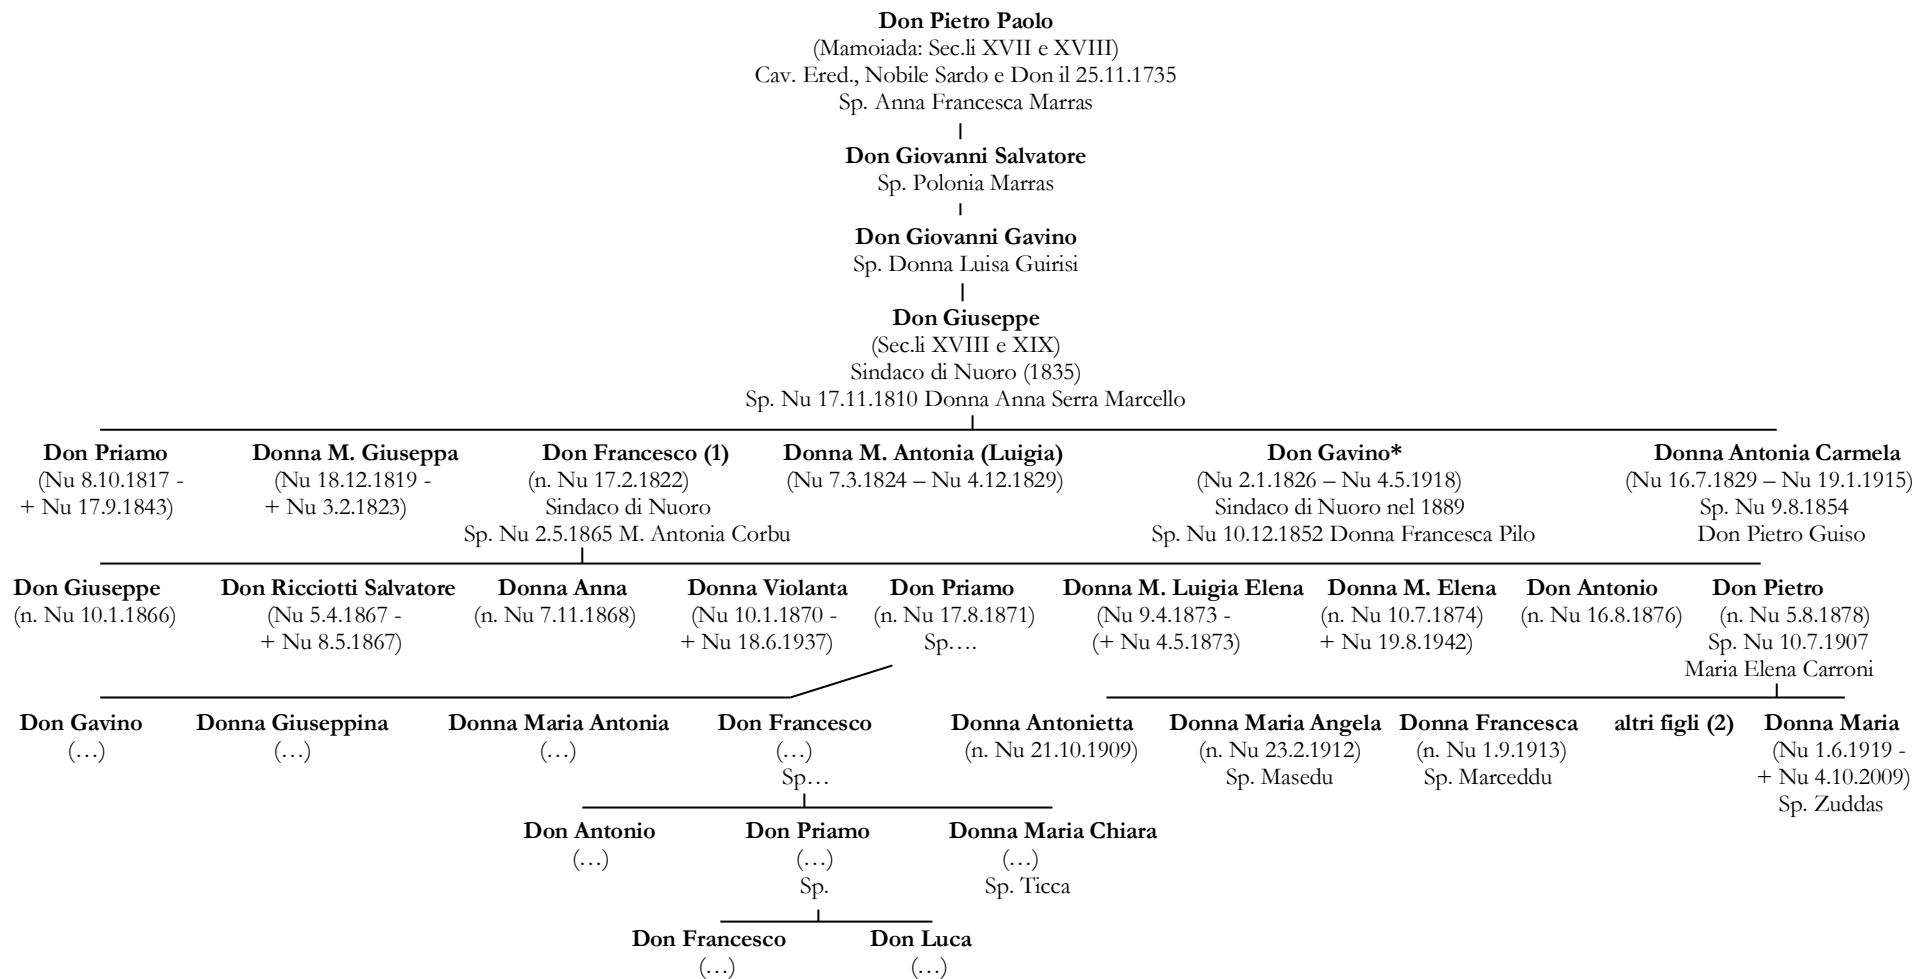 Don Pietro Paolo
(Mamoiada: Sec.li XVII e XVIII)
Cav. Ered., Nobile Sardo e Don il 25.11.1735
Sp. Anna Francesca Marras
Don Giovanni Salvatore
Sp. Polonia Marras
Don Giovanni Gavino
Sp. Donna Luisa Guirisi
Don Giuseppe
(Sec.li XVIII e XIX)
Sindaco di Nuoro (1835)
Sp. Nu 17.11.1810 Donna Anna Serra Marcello
Don Priamo
(Nu 8.10.1817 -
+ Nu 17.9.1843)
Donna M. Giuseppa
(Nu 18.12.1819 -
+ Nu 3.2.1823)
Don Francesco (1)
(n. Nu 17.2.1822)
Sindaco di Nuoro
Sp. Nu 2.5.1865 M. Antonia Corbu
Donna M. Antonia (Luigia)
(Nu 7.3.1824 – Nu 4.12.1829)
Don Gavino*
(Nu 2.1.1826 – Nu 4.5.1918)
Sindaco di Nuoro nel 1889
Sp. Nu 10.12.1852 Donna Francesca Pilo
Donna Antonia Carmela
(Nu 16.7.1829 – Nu 19.1.1915)
Sp. Nu 9.8.1854
Don Pietro Guiso
Don Giuseppe
(n. Nu 10.1.1866)
Don Ricciotti Salvatore
(Nu 5.4.1867 -
+ Nu 8.5.1867)
Donna Anna
(n. Nu 7.11.1868)
Donna Violanta
(Nu 10.1.1870 -
+ Nu 18.6.1937)
Don Priamo
(n. Nu 17.8.1871)
Sp….
Donna M. Luigia Elena
(Nu 9.4.1873 -
(+ Nu 4.5.1873)
Donna M. Elena
(n. Nu 10.7.1874)
+ Nu 19.8.1942)
Don Antonio
(n. Nu 16.8.1876)
Don Pietro
(n. Nu 5.8.1878)
Sp. Nu 10.7.1907
Maria Elena Carroni
Don Gavino
(…)
Donna Giuseppina
(…)
Donna Maria Antonia
(…)
Don Francesco
(…)
Sp…
Donna Antonietta
(n. Nu 21.10.1909)
Donna Maria Angela
(n. Nu 23.2.1912)
Sp. Masedu
Donna Francesca
(n. Nu 1.9.1913)
Sp. Marceddu
altri figli (2)
Donna Maria
(Nu 1.6.1919 -
+ Nu 4.10.2009)
Sp. Zuddas
Don Antonio
(…)
Don Priamo
(…)
Sp.
Donna Maria Chiara
(…)
Sp. Ticca
Don Francesco
(…)
Don Luca
(…)